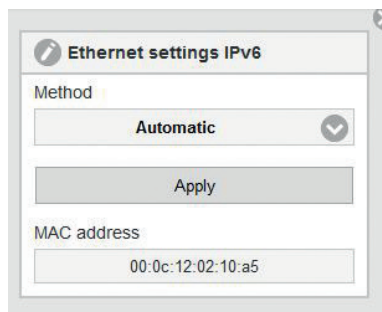 Ethernet settings IPv6
Method
Automatic
Apply
MAC address
00:0c:12:02:10:a5